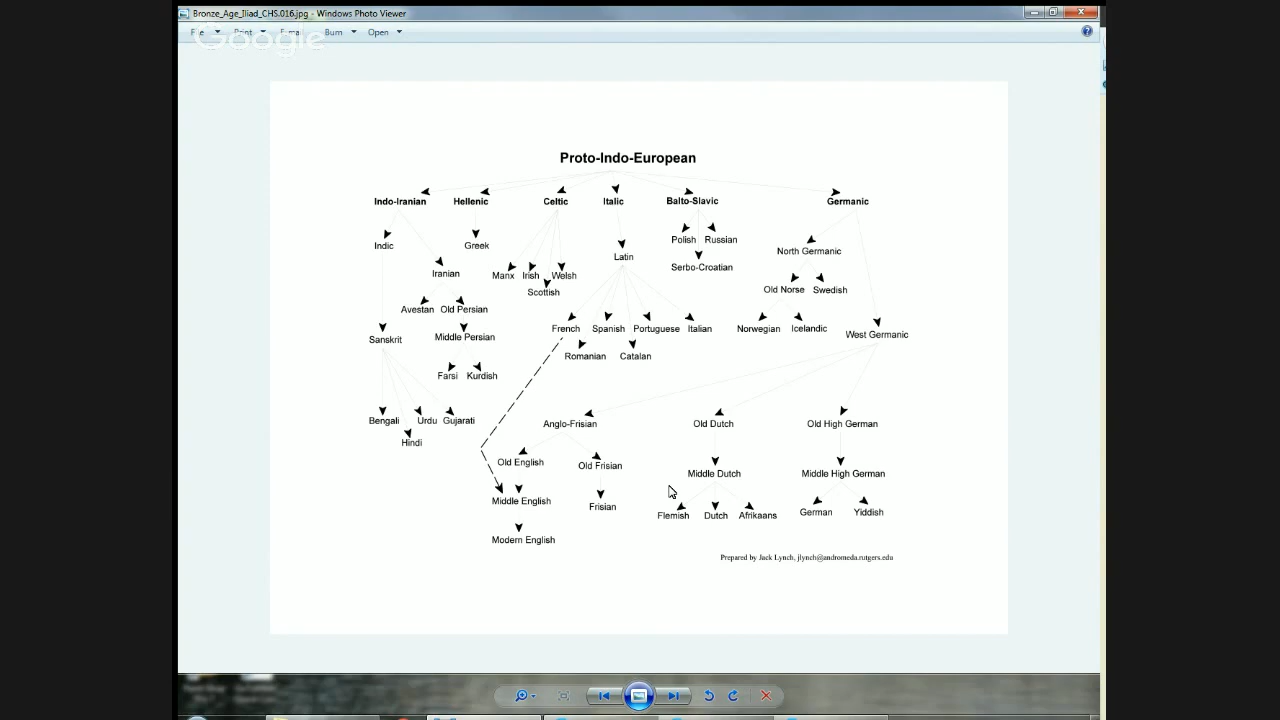 Bronze_Age_Iliad_CHS.016.jpg - Windows Photo Viewer
File Print E-mail Burn Open
Google
Proto-Indo-European
Indo-Iranian Hellenic Celtic Italic Balto-Slavic Germanic
Polish Russian
Indic Greek
North Germanic
Latin
Serbo-Croatian
Iranian Manx Irish Welsh
Scottish Old Norse Swedish
Avestan Old Persian
French Spanish Portuguese Italian Norwegian Icelandic
Sanskrit Middle Persian West Germanic
Romanian Catalan
Farsi Kurdish
Bengali Urdu Gujarati Anglo-Frisian Old Dutch Old High German
Hindi
Old English Old Frisian
Middle Dutch Middle High German
Middle English Frisian
Flemish Dutch Afrikaans German Yiddish
Modern English
Prepared by Jack Lynch, jlynch@andromeda.rutgers.edu